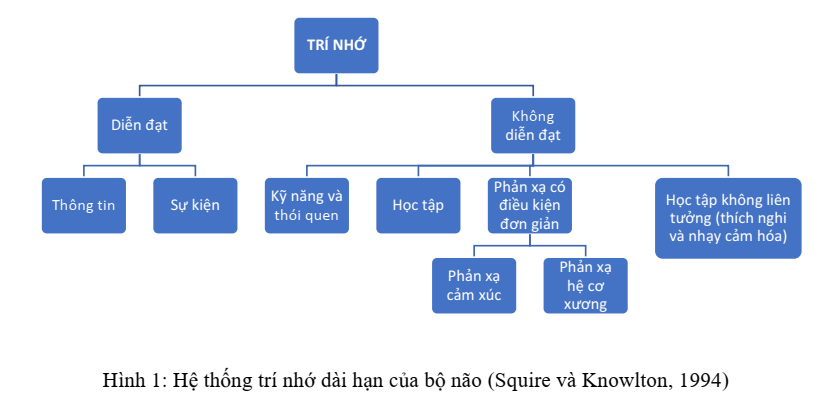 TRÍ NHỚ
Diễn đạt
Không
diễn đạt
Thông tin
Sự kiện
Kỹ năng và
thói quen
Học tập
Phản xạ có
điều kiện
đơn giản
Học tập không liên
tưởng (thích nghi
và nhạy cảm hóa)
Phản xạ
cảm xúc
Phản xạ
hệ cơ
xương
Hình 1: Hệ thống trí nhớ dài hạn của bộ não (Squire và Knowlton, 1994)